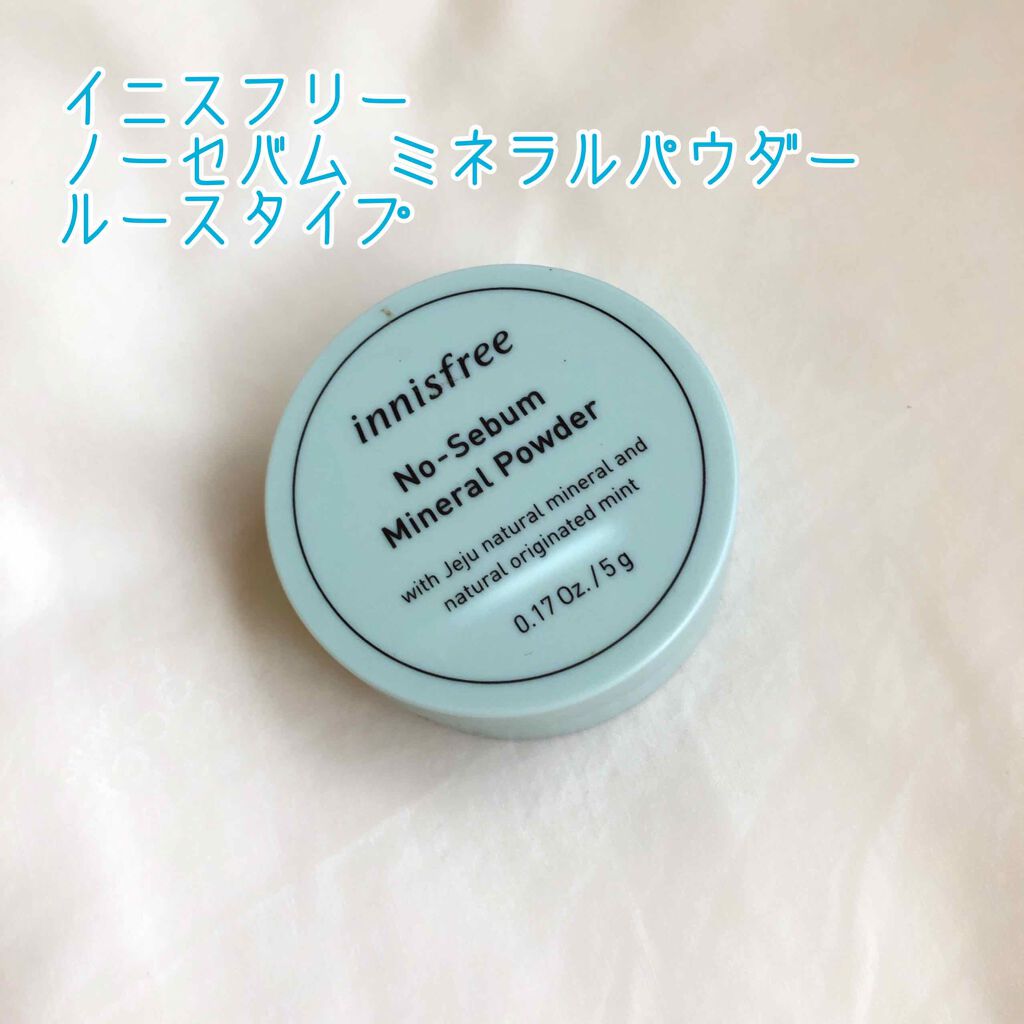 イニスフリー
ノーセバム ミネラルパウダー
ルースタイプ
innisfree
No-Sebum
Mineral Powder
with Jeju natural mineral and
natural originated mint
0.17 Oz. / 5 g